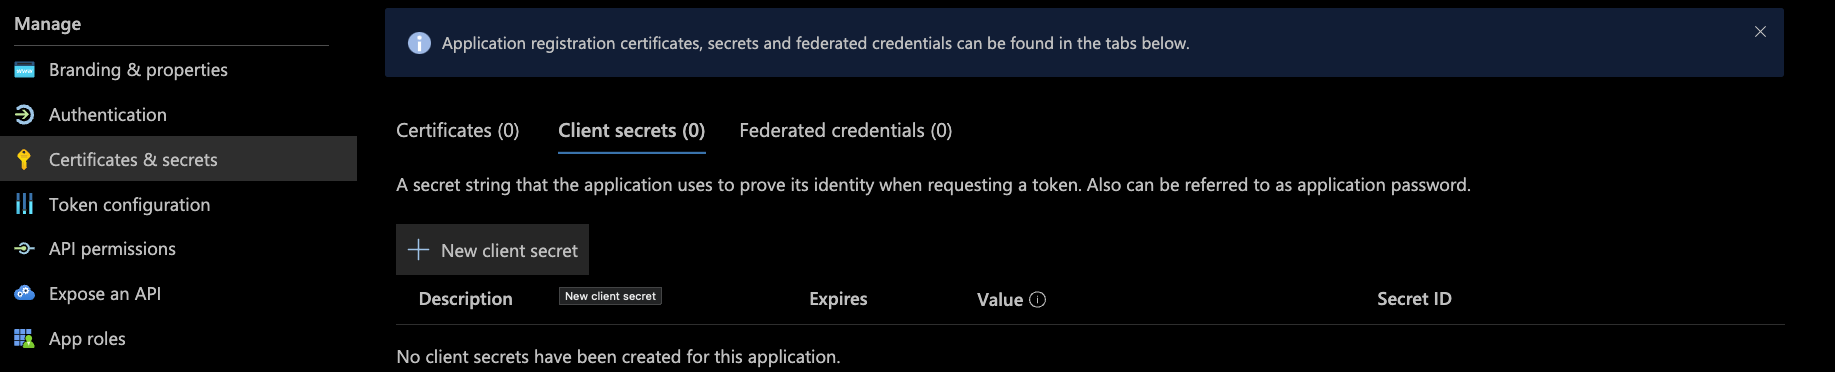 Manage
Branding & properties
Authentication
Certificates & secrets
Token configuration
API permissions
Expose an API
App roles
Application registration certificates, secrets and federated credentials can be found in the tabs below.
Certificates (0) Client secrets (0) Federated credentials (0)
A secret string that the application uses to prove its identity when requesting a token. Also can be referred to as application password.
New client secret
Description New client secret Expires Value Secret ID
No client secrets have been created for this application.